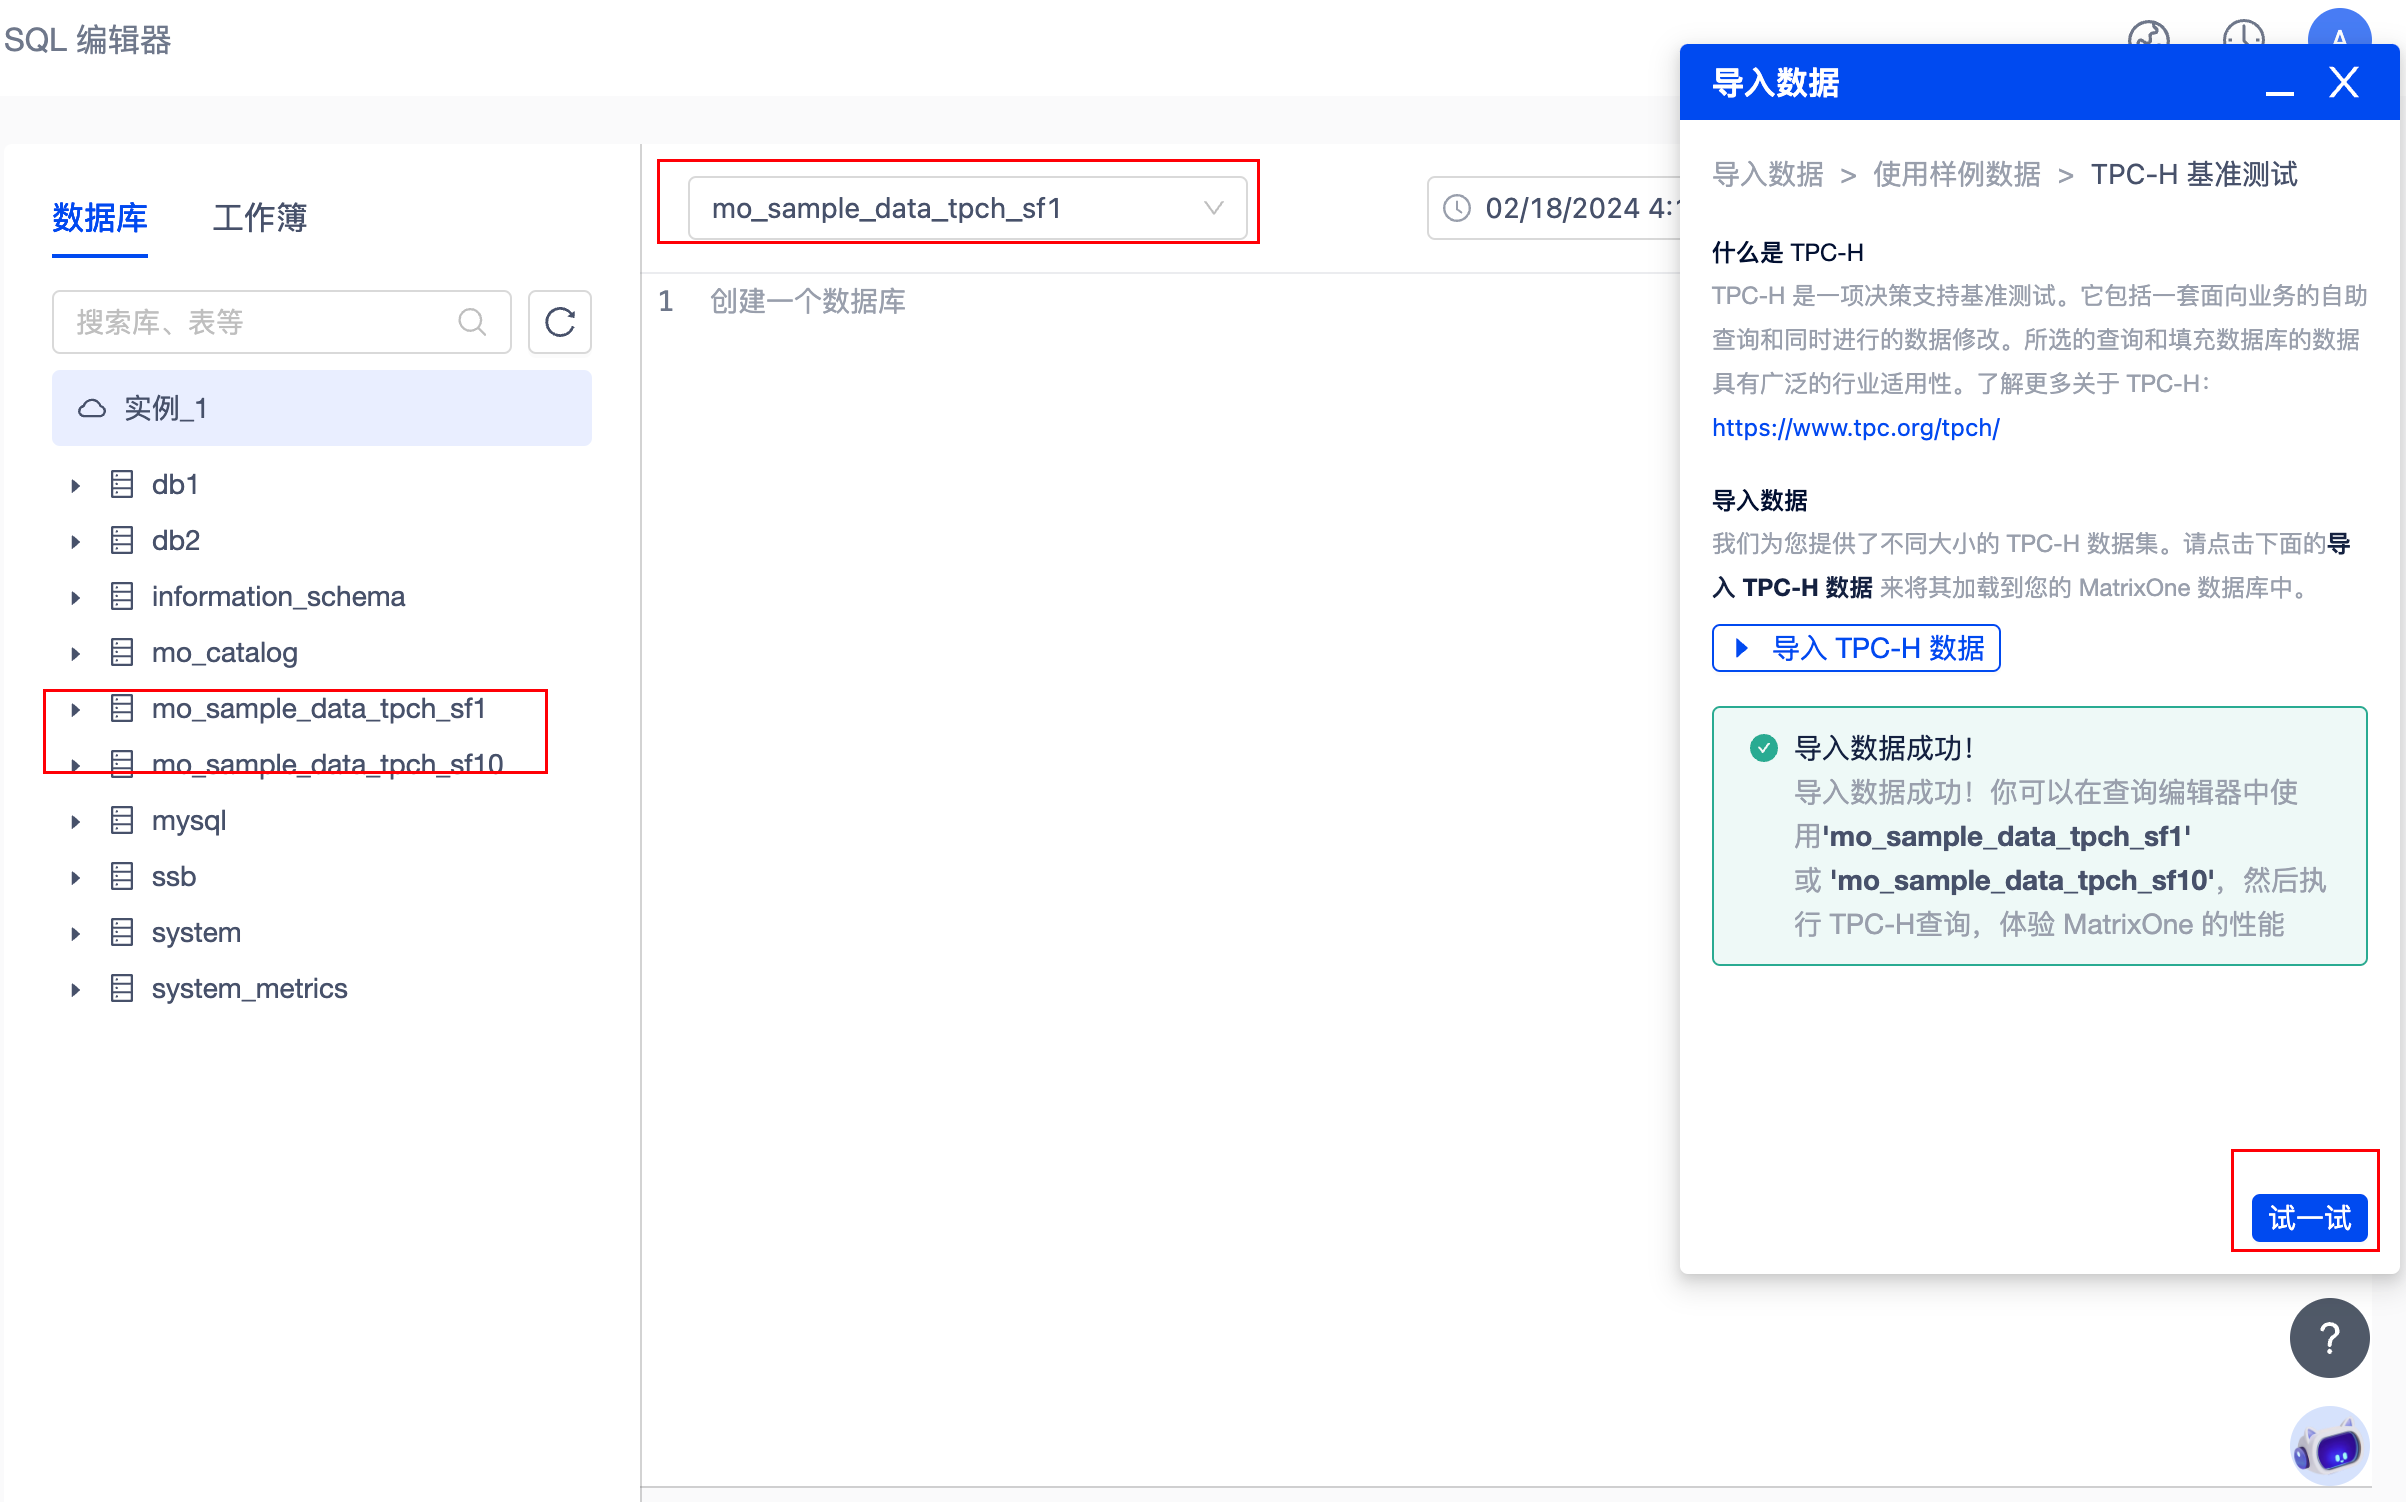 SQL 编辑器
A
数据库
工作簿
搜索库、表等
实例_1
db1
db2
information_schema
mo_catalog
mo_sample_data_tpch_sf1
mo_sample_data_tpch_sf10
mysql
ssb
system
system_metrics
mo_sample_data_tpch_sf1
02/18/2024 4:1
1 创建一个数据库
导入数据
导入数据 > 使用样例数据 > TPC-H 基准测试
什么是 TPC-H
TPC-H 是一项决策支持基准测试。它包括一套面向业务的自助
查询和同时进行的数据修改。所选的查询和填充数据库的数据
具有广泛的行业适用性。了解更多关于 TPC-H：
https://www.tpc.org/tpch/
导入数据
我们为您提供了不同大小的 TPC-H 数据集。请点击下面的导
入 TPC-H 数据 来将其加载到您的 MatrixOne 数据库中。
导入 TPC-H 数据
导入数据成功！
导入数据成功！你可以在查询编辑器中使
用'mo_sample_data_tpch_sf1'
或 'mo_sample_data_tpch_sf10'，然后执
行 TPC-H查询，体验 MatrixOne 的性能
试一试
?